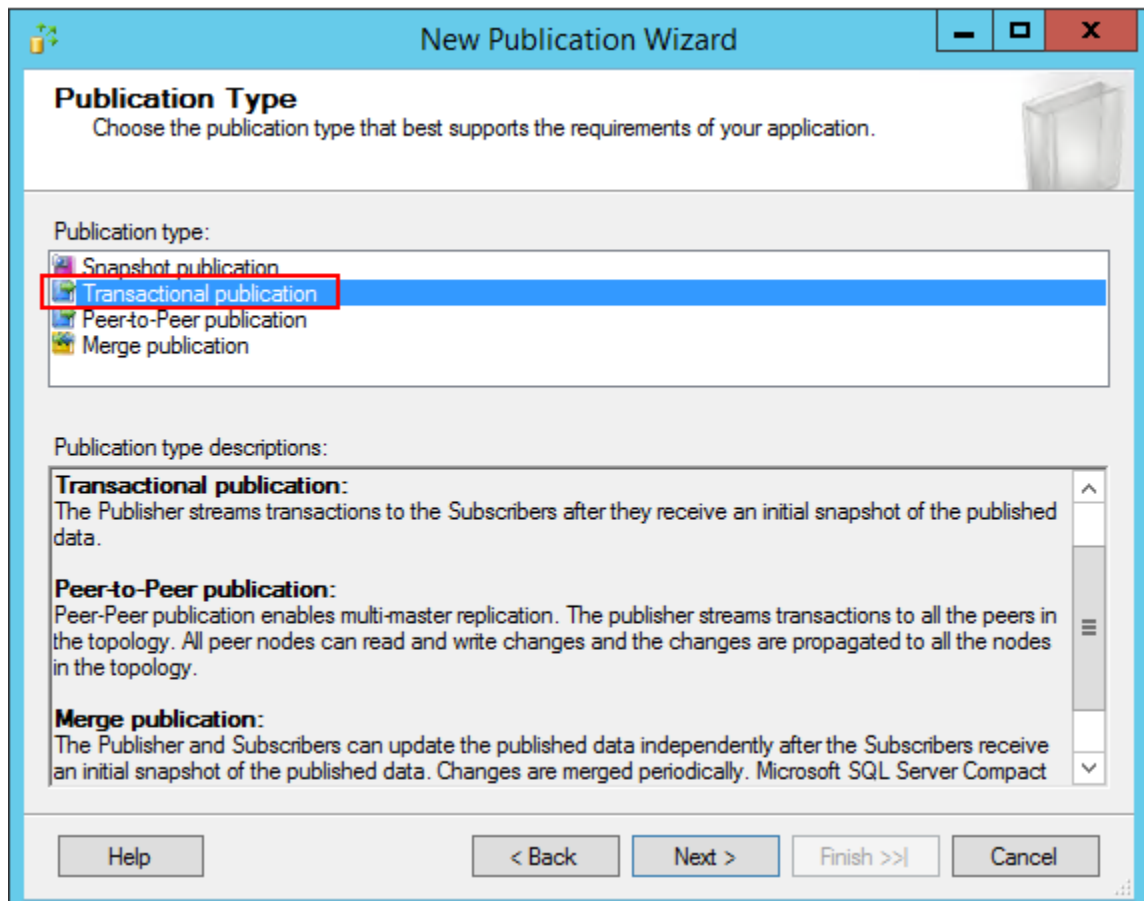 New Publication Wizard
Publication Type
Choose the publication type that best supports the requirements of your application.
Publication type:
Snapshot publication
Transactional publication
Peer-to-Peer publication
Merge publication
Publication type descriptions:
Transactional publication:
The Publisher streams transactions to the Subscribers after they receive an initial snapshot of the published
data.
Peer-to-Peer publication:
Peer-Peer publication enables multi-master replication. The publisher streams transactions to all the peers in
the topology. All peer nodes can read and write changes and the changes are propagated to all the nodes
in the topology.
Merge publication:
The Publisher and Subscribers can update the published data independently after the Subscribers receive
an initial snapshot of the published data. Changes are merged periodically. Microsoft SQL Server Compact
Help < Back Next > Finish >>| Cancel